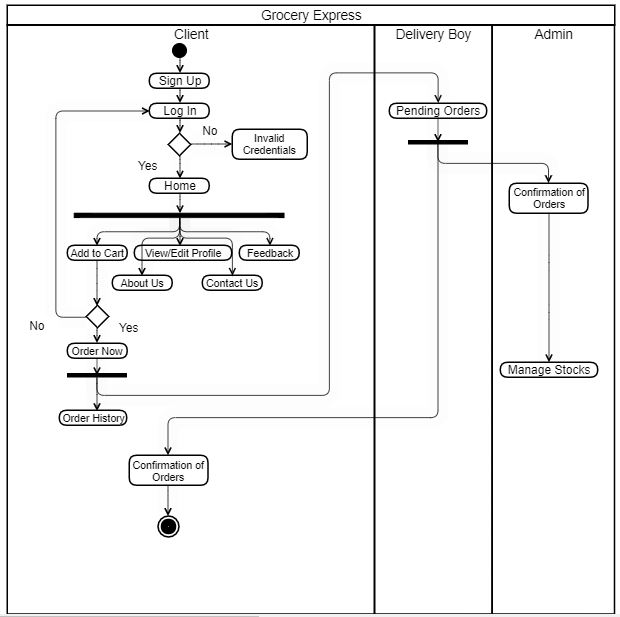 Grocery Express
Client
Delivery Boy
Admin
Sign Up
Log In
Pending Orders
No
Invalid
Credentials
Yes
Home
Confirmation of
Orders
Add to Cart
View/Edit Profile
Feedback
About Us
Contact Us
No
Yes
Order Now
Manage Stocks
Order History
Confirmation of
Orders